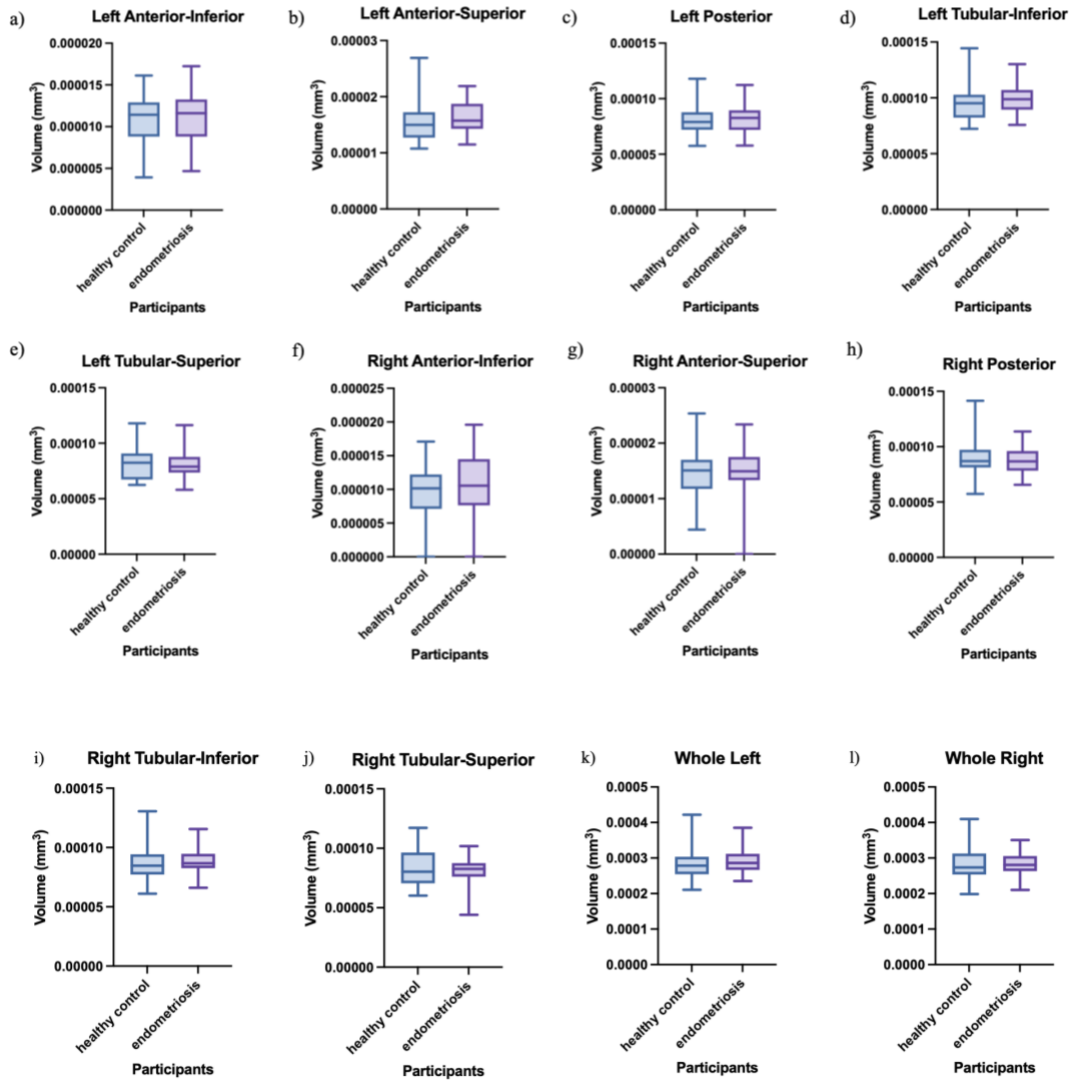 a) Left Anterior-Inferior
Volume (mm³)
0.000020
0.000015
0.000010
0.000005
0.000000
healthy control
endometriosis
Participants
b) Left Anterior-Superior
Volume (mm³)
0.00003
0.00002
0.00001
0.00000
healthy control
endometriosis
Participants
c) Left Posterior
Volume (mm³)
0.00015
0.00010
0.00005
0.00000
healthy control
endometriosis
Participants
d) Left Tubular-Inferior
Volume (mm³)
0.00015
0.00010
0.00005
0.00000
healthy control
endometriosis
Participants
e) Left Tubular-Superior
Volume (mm³)
0.00015
0.00010
0.00005
0.00000
healthy control
endometriosis
Participants
f) Right Anterior-Inferior
Volume (mm³)
0.000025
0.000020
0.000015
0.000010
0.000005
0.000000
healthy control
endometriosis
Participants
g) Right Anterior-Superior
Volume (mm³)
0.00003
0.00002
0.00001
0.00000
healthy control
endometriosis
Participants
h) Right Posterior
Volume (mm³)
0.00015
0.00010
0.00005
0.00000
healthy control
endometriosis
Participants
i) Right Tubular-Inferior
Volume (mm³)
0.00015
0.00010
0.00005
0.00000
healthy control
endometriosis
Participants
j) Right Tubular-Superior
Volume (mm³)
0.00015
0.00010
0.00005
0.00000
healthy control
endometriosis
Participants
k) Whole Left
Volume (mm³)
0.0005
0.0004
0.0003
0.0002
0.0001
0.0000
healthy control
endometriosis
Participants
l) Whole Right
Volume (mm³)
0.0005
0.0004
0.0003
0.0002
0.0001
0.0000
healthy control
endometriosis
Participants